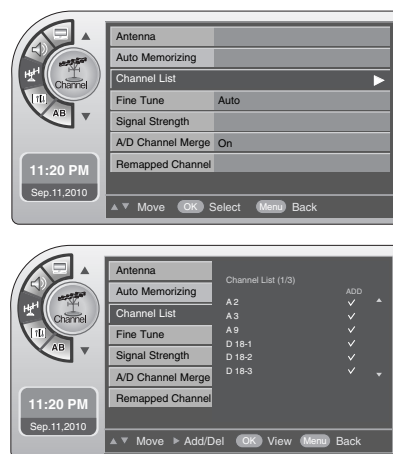 Antenna
Auto Memorizing
Channel List
Fine Tune Auto
Signal Strength
A/D Channel Merge On
Remapped Channel
Channel
AB
11:20 PM
Sep.11,2010
Move OK Select Menu Back
Antenna
Auto Memorizing
Channel List
Fine Tune
Signal Strength
A/D Channel Merge
Remapped Channel
Channel List (1/3)
ADD
A 2
A 3
A 9
D 18-1
D 18-2
D 18-3
Channel
AB
11:20 PM
Sep.11,2010
Move Add/Del OK View Menu Back